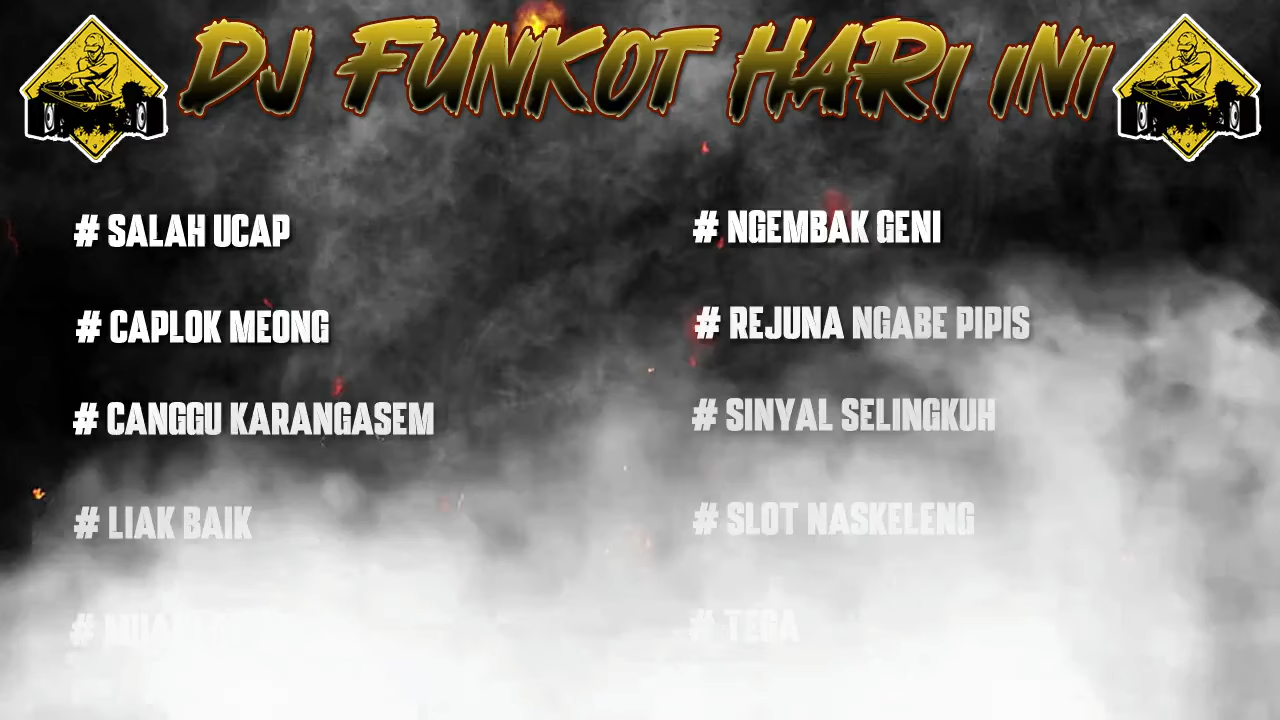 DJ FUNKOT HARI INI
# SALAH UCAP
# CAPLOK MEONG
# CANGGU KARANGASEM
# LIAK BAIK
#
# NGEMBAK GENI
# REJUNA NGABE PIPIS
# SINYAL SELINGKUH
# SLOT NASKELENG
# TEGA